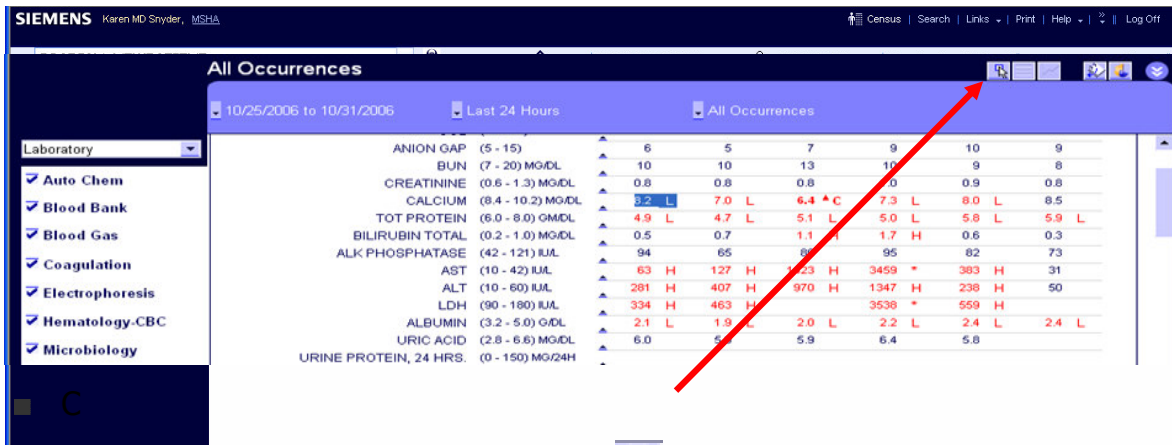 SIEMENS Karen MD Snyder, MSHA Census | Search | Links | Print | Help | Log Off
All Occurrences
10/25/2006 to 10/31/2006 Last 24 Hours All Occurrences
Laboratory
Auto Chem
Blood Bank
Blood Gas
Coagulation
Electrophoresis
Hematology-CBC
Microbiology
ANION GAP (5 - 15) 6 5 7 9 10 9
BUN (7 - 20) MG/DL 10 10 13 10 9 8
CREATININE (0.6 - 1.3) MG/DL 0.8 0.8 0.8 0.9 0.8
CALCIUM (8.4 - 10.2) MG/DL 8.2 L 7.0 L 6.4 C 7.3 L 8.0 L 8.5
TOT PROTEIN (6.0 - 8.0) GM/DL 4.9 L 4.7 L 5.1 L 5.0 L 5.8 L 5.9 L
BILIRUBIN TOTAL (0.2 - 1.0) MG/DL 0.5 0.7 1.1 H 1.7 H 0.6 0.3
ALK PHOSPHATASE (42 - 121) IU/L 94 65 95 82 73
AST (10 - 42) IU/L 63 H 127 H H 3459 * 383 H 31
ALT (10 - 60) IU/L 281 H 407 H 970 H 1347 H 238 H 50
LDH (90 - 180) IU/L 334 H 463 H 3538 * 559 H
ALBUMIN (3.2 - 5.0) G/DL 2.1 L 1.9 L 2.0 L 2.2 L 2.4 L 2.4 L
URIC ACID (2.8 - 6.6) MG/DL 6.0 5.9 6.4 5.8
URINE PROTEIN, 24 HRS. (0 - 150) MG/24H
C